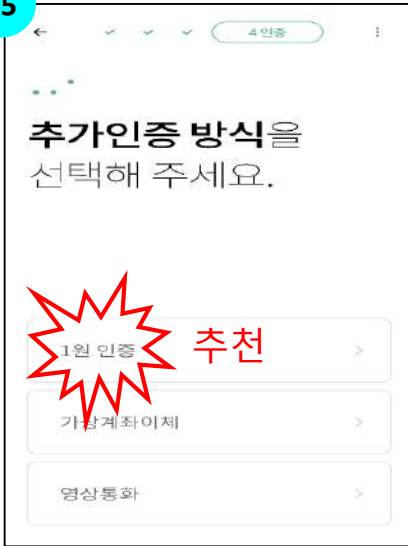 5
4 인증
추가인증 방식을
선택해 주세요.
1원 인증
추천
가상계좌이체
영상통화